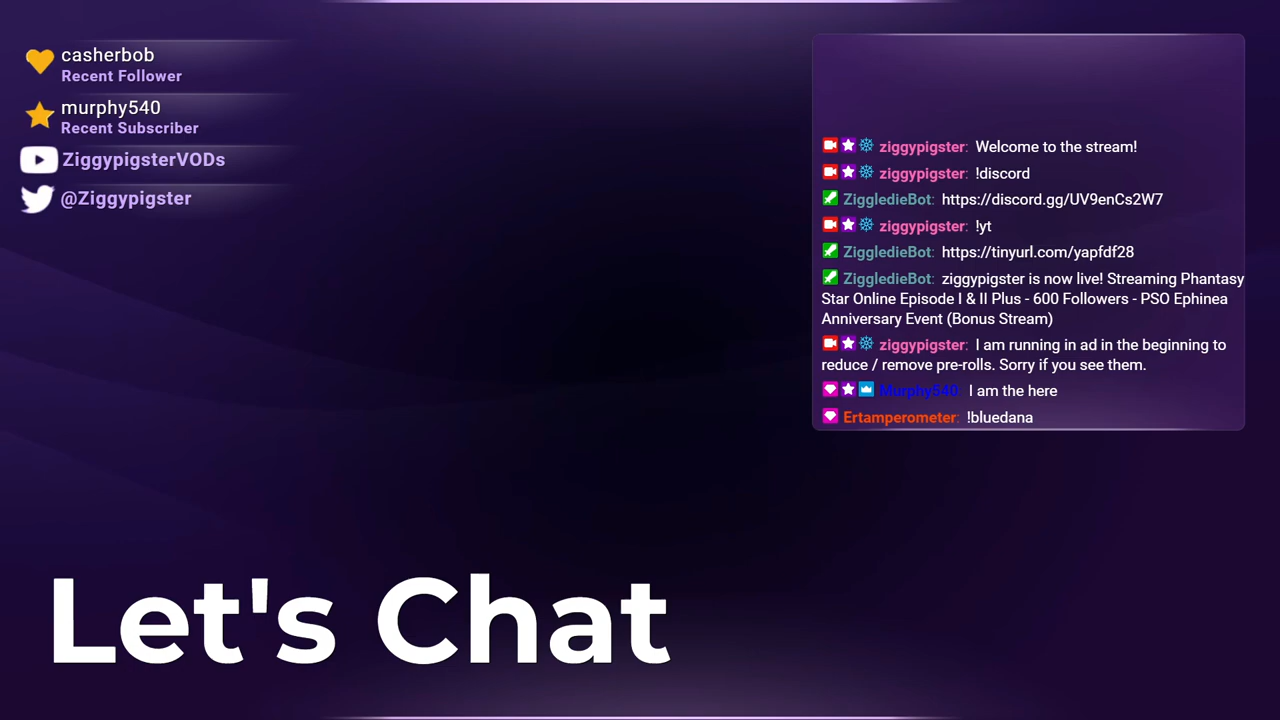 casherbob
Recent Follower
murphy540
Recent Subscriber
ZiggypigsterVODs
@Ziggypigster
ziggypigster: Welcome to the stream!
ziggypigster: !discord
ZiggledieBot: https://discord.gg/UV9enCs2W7
ziggypigster: !yt
ZiggledieBot: https://tinyurl.com/yapfdf28
ZiggledieBot: ziggypigster is now live! Streaming Phantasy
Star Online Episode I & II Plus - 600 Followers - PSO Ephinea
Anniversary Event (Bonus Stream)
ziggypigster: I am running in ad in the beginning to
reduce / remove pre-rolls. Sorry if you see them.
Murphy540: I am the here
Ertamperometer: !bluedana
Let's Chat